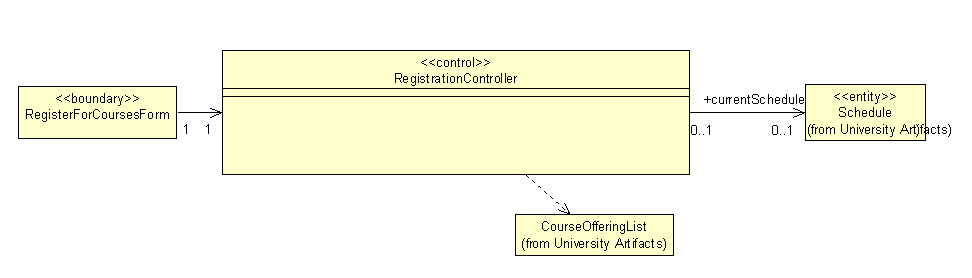 <<control>>
RegistrationController
<<boundary>>
RegisterForCoursesForm
1 1
+currentSchedule
0..1 0..1
<<entity>>
Schedule
(from University Artifacts)
CourseOfferingList
(from University Artifacts)